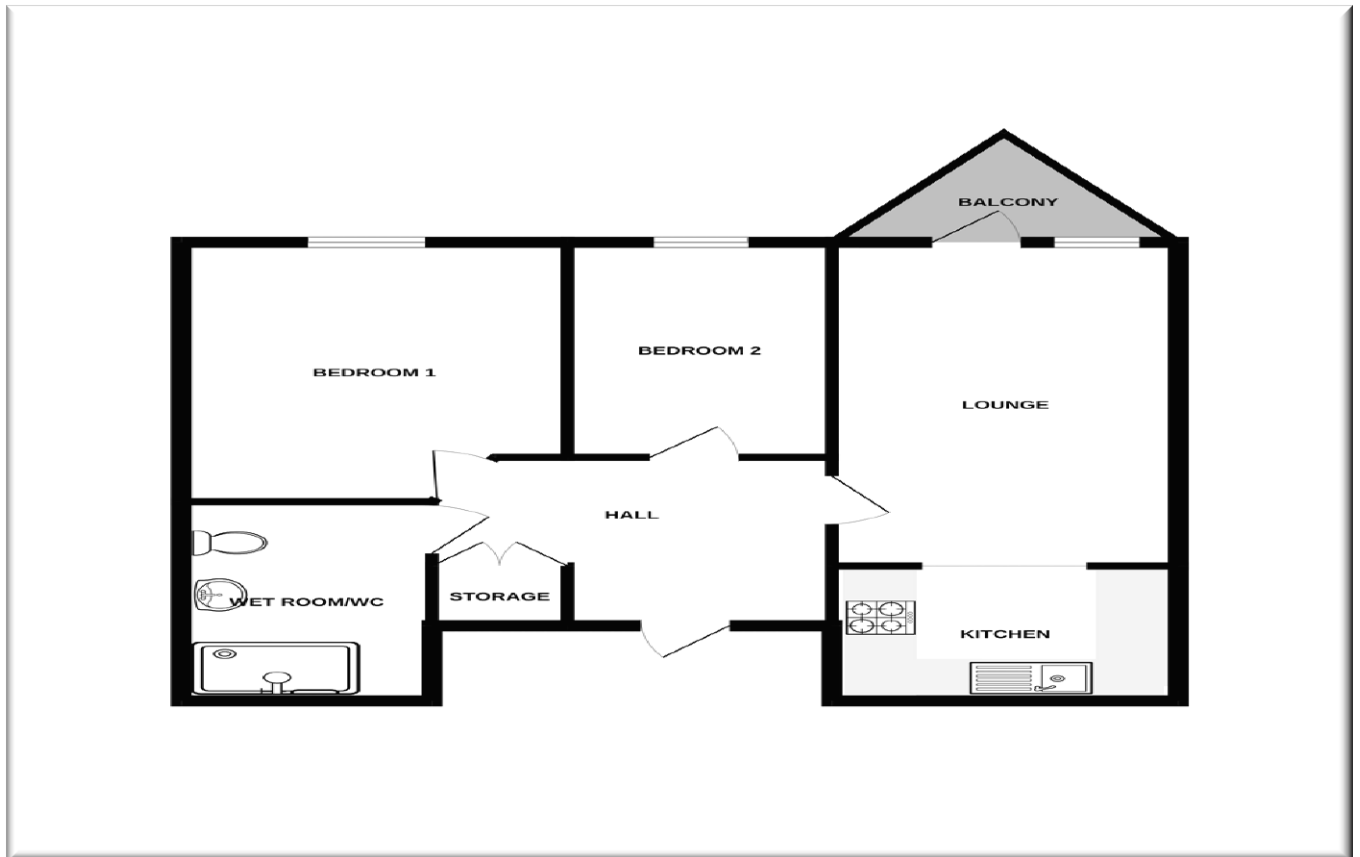 BALCONY
BEDROOM 1
BEDROOM 2
LOUNGE
HALL
WET ROOM/WC
STORAGE
KITCHEN